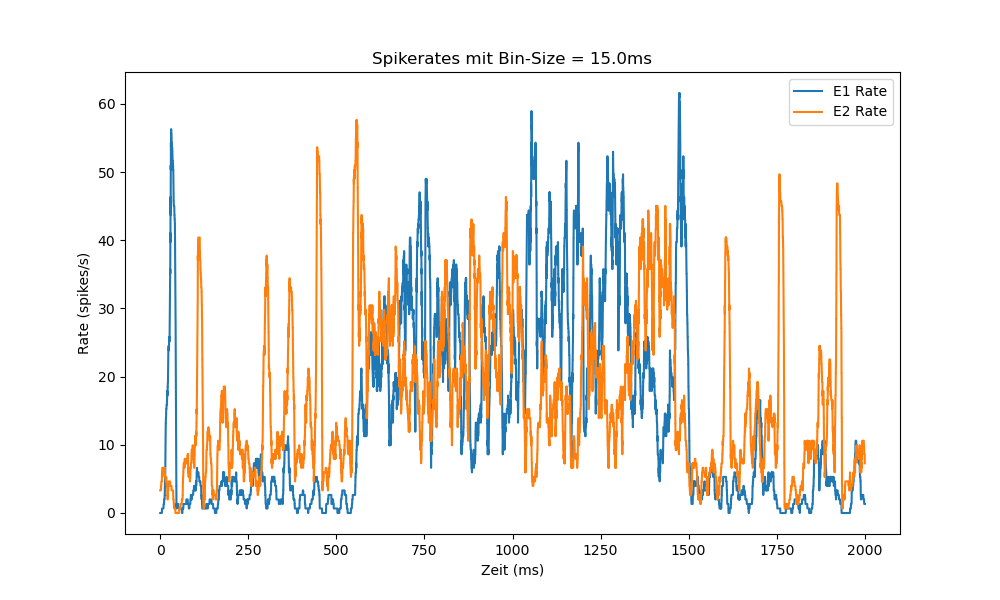 Spikerates mit Bin-Size = 15.0ms
E1 Rate
E2 Rate
60
50
40
30
20
10
0
Rate (spikes/s)
0 250 500 750 1000 1250 1500 1750 2000
Zeit (ms)